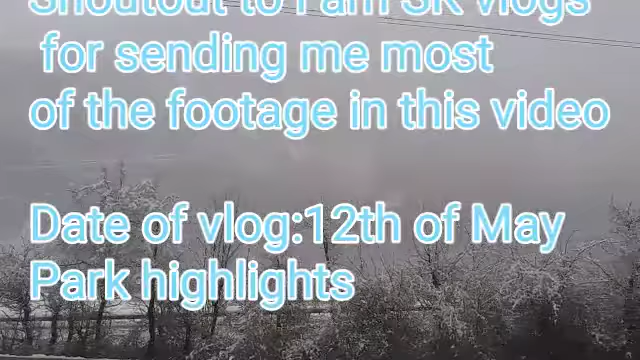 Shoutout to I am SK vlogs
for sending me most
of the footage in this video
Date of vlog:12th of May
Park highlights